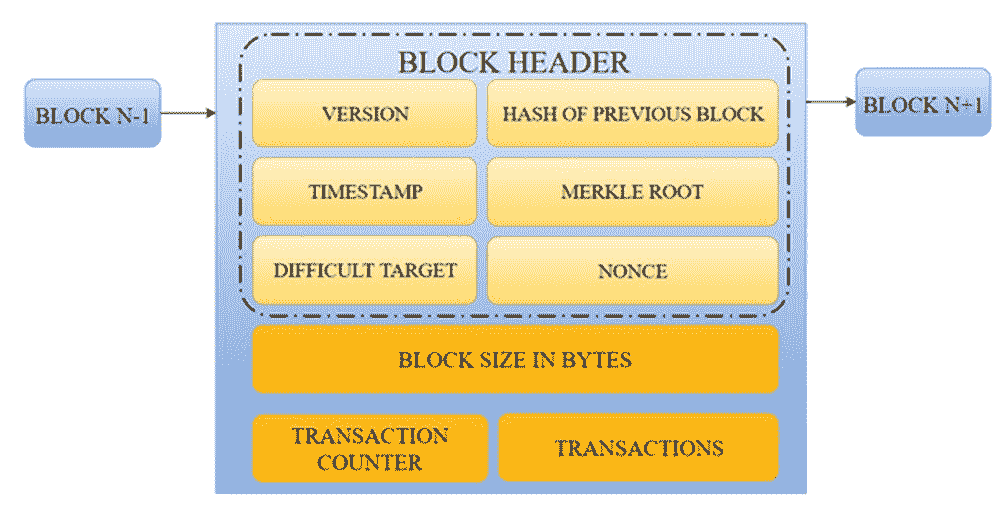 BLOCK HEADER
BLOCK N-1
VERSION
HASH OF PREVIOUS BLOCK
BLOCK N+1
TIMESTAMP
MERKLE ROOT
DIFFICULT TARGET
NONCE
BLOCK SIZE IN BYTES
TRANSACTION
COUNTER
TRANSACTIONS